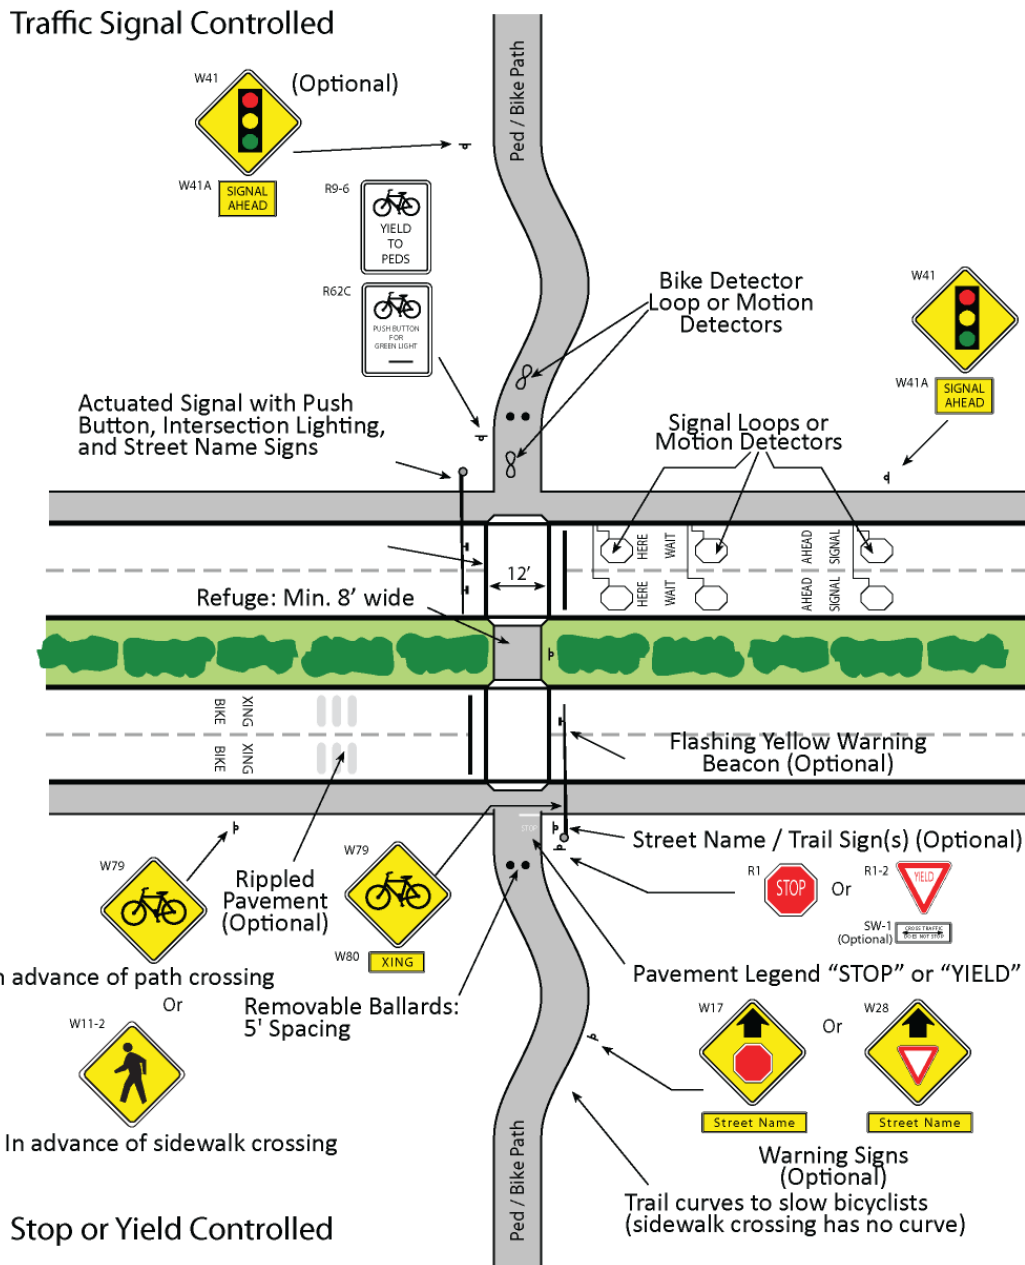 Traffic Signal Controlled
W41
(Optional)
W41A
SIGNAL
AHEAD
Ped / Bike Path
R9-6
YIELD
TO
PEDS
R62C
PUSH BUTTON
FOR
GREEN LIGHT
Bike Detector
Loop or Motion
Detectors
W41
W41A
SIGNAL
AHEAD
Actuated Signal with Push
Button, Intersection Lighting,
and Street Name Signs
Signal Loops or
Motion Detectors
HERE
WAIT
AHEAD
SIGNAL
12’
HERE
WAIT
AHEAD
SIGNAL
Refuge: Min. 8’ wide
BIKE
XING
BIKE
XING
Flashing Yellow Warning
Beacon (Optional)
STOP
Street Name / Trail Sign(s) (Optional)
W79
W79
Rippled
Pavement
(Optional)
R1
STOP
Or
R1-2
YIELD
SW-1
(Optional)
CROSS TRAFFIC
DOES NOT STOP
W80
XING
n advance of path crossing
Pavement Legend “STOP” or “YIELD”
Or
Removable Ballards:
5' Spacing
W11-2
W17
Or
W28
Street Name
Street Name
In advance of sidewalk crossing
Warning Signs
(Optional)
Trail curves to slow bicyclists
(sidewalk crossing has no curve)
Ped / Bike Path
Stop or Yield Controlled